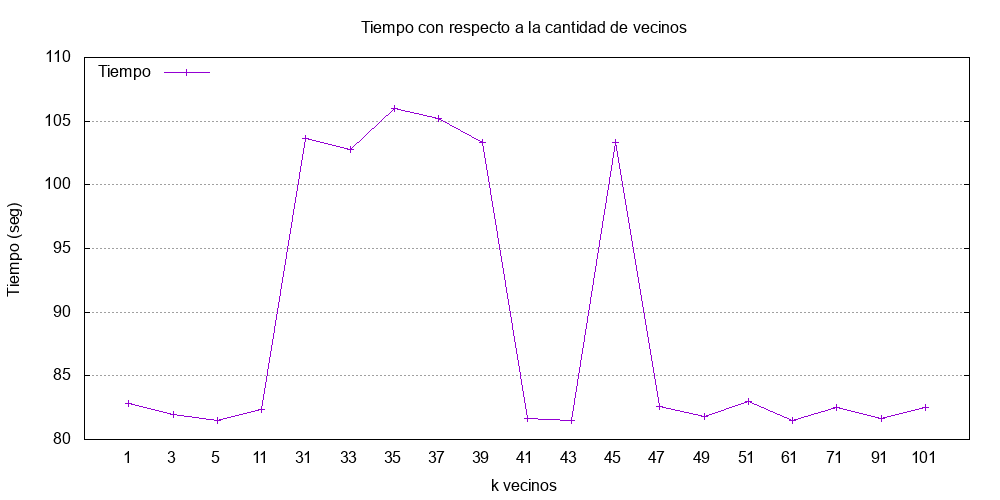 Tiempo con respecto a la cantidad de vecinos
110
Tiempo
105
100
95
90
85
80
Tiempo (seg)
1 3 5 11 31 33 35 37 39 41 43 45 47 49 51 61 71 91 101
k vecinos